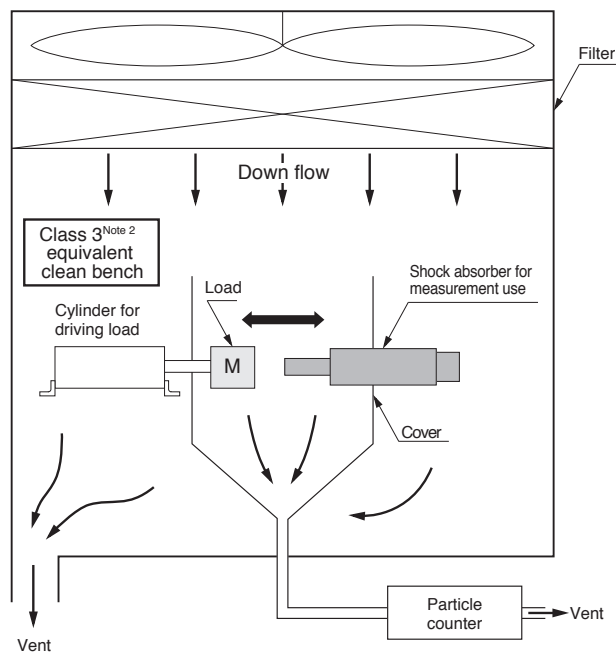 Filter
Down flow
Class 3Note 2
equivalent
clean bench
Shock absorber for
measurement use
Load
Cylinder for
driving load
M
Cover
Particle
counter
Vent
Vent